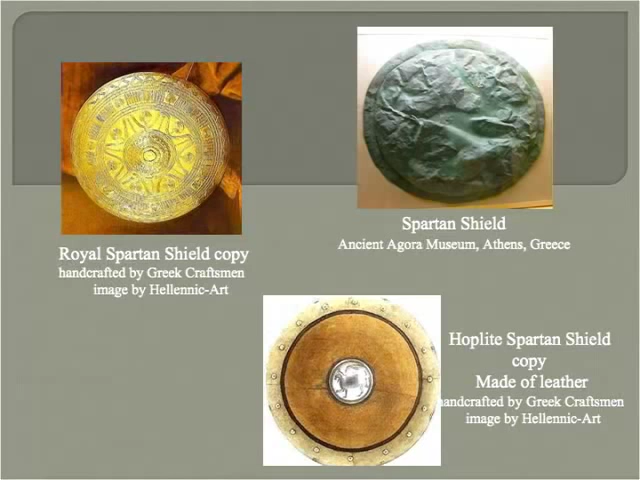 Spartan Shield
Ancient Agora Museum, Athens, Greece
Royal Spartan Shield copy
handcrafted by Greek Craftsmen
image by Hellennic-Art
Hoplite Spartan Shield
copy
Made of leather
handcrafted by Greek Craftsmen
image by Hellennic-Art